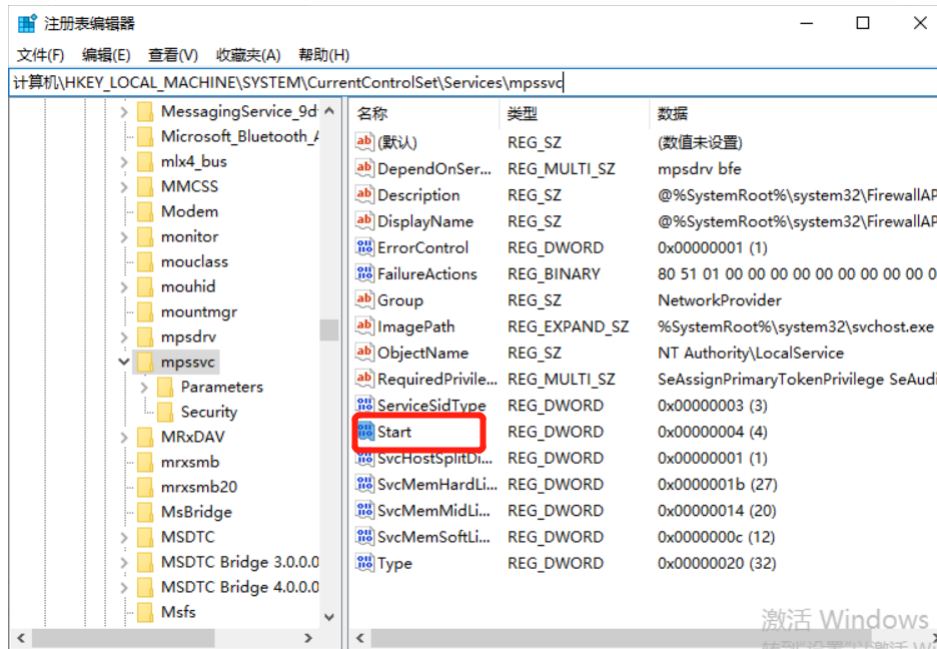 注册表编辑器
文件(F) 编辑(E) 查看(V) 收藏夹(A) 帮助(H)
计算机\HKEY_LOCAL_MACHINE\SYSTEM\CurrentControlSet\Services\mpssvc
MessagingService_9d
Microsoft_Bluetooth_A
mlx4_bus
MMCSS
Modem
monitor
mouclass
mouhid
mountmgr
mpsdrv
mpssvc
Parameters
Security
MRxDAV
mrxsmb
mrxsmb20
MsBridge
MSDTC
MSDTC Bridge 3.0.0.0
MSDTC Bridge 4.0.0.0
Msfs
名称 类型 数据
(默认) REG_SZ (数值未设置)
DependOnSer... REG_MULTI_SZ mpsdrv bfe
Description REG_SZ @%SystemRoot%\system32\FirewallAP
DisplayName REG_SZ @%SystemRoot%\system32\FirewallAP
ErrorControl REG_DWORD 0x00000001 (1)
FailureActions REG_BINARY 80 51 01 00 00 00 00 00 00 00 00 00 0
Group REG_SZ NetworkProvider
ImagePath REG_EXPAND_SZ %SystemRoot%\system32\svchost.exe
ObjectName REG_SZ NT Authority\LocalService
RequiredPrivile... REG_MULTI_SZ SeAssignPrimaryTokenPrivilege SeAudi
ServiceSidType REG_DWORD 0x00000003 (3)
Start REG_DWORD 0x00000004 (4)
SvcHostSplitDi... REG_DWORD 0x00000001 (1)
SvcMemHardLi... REG_DWORD 0x0000001b (27)
SvcMemMidLi... REG_DWORD 0x00000014 (20)
SvcMemSoftLi... REG_DWORD 0x0000000c (12)
Type REG_DWORD 0x00000020 (32)
激活 Windows